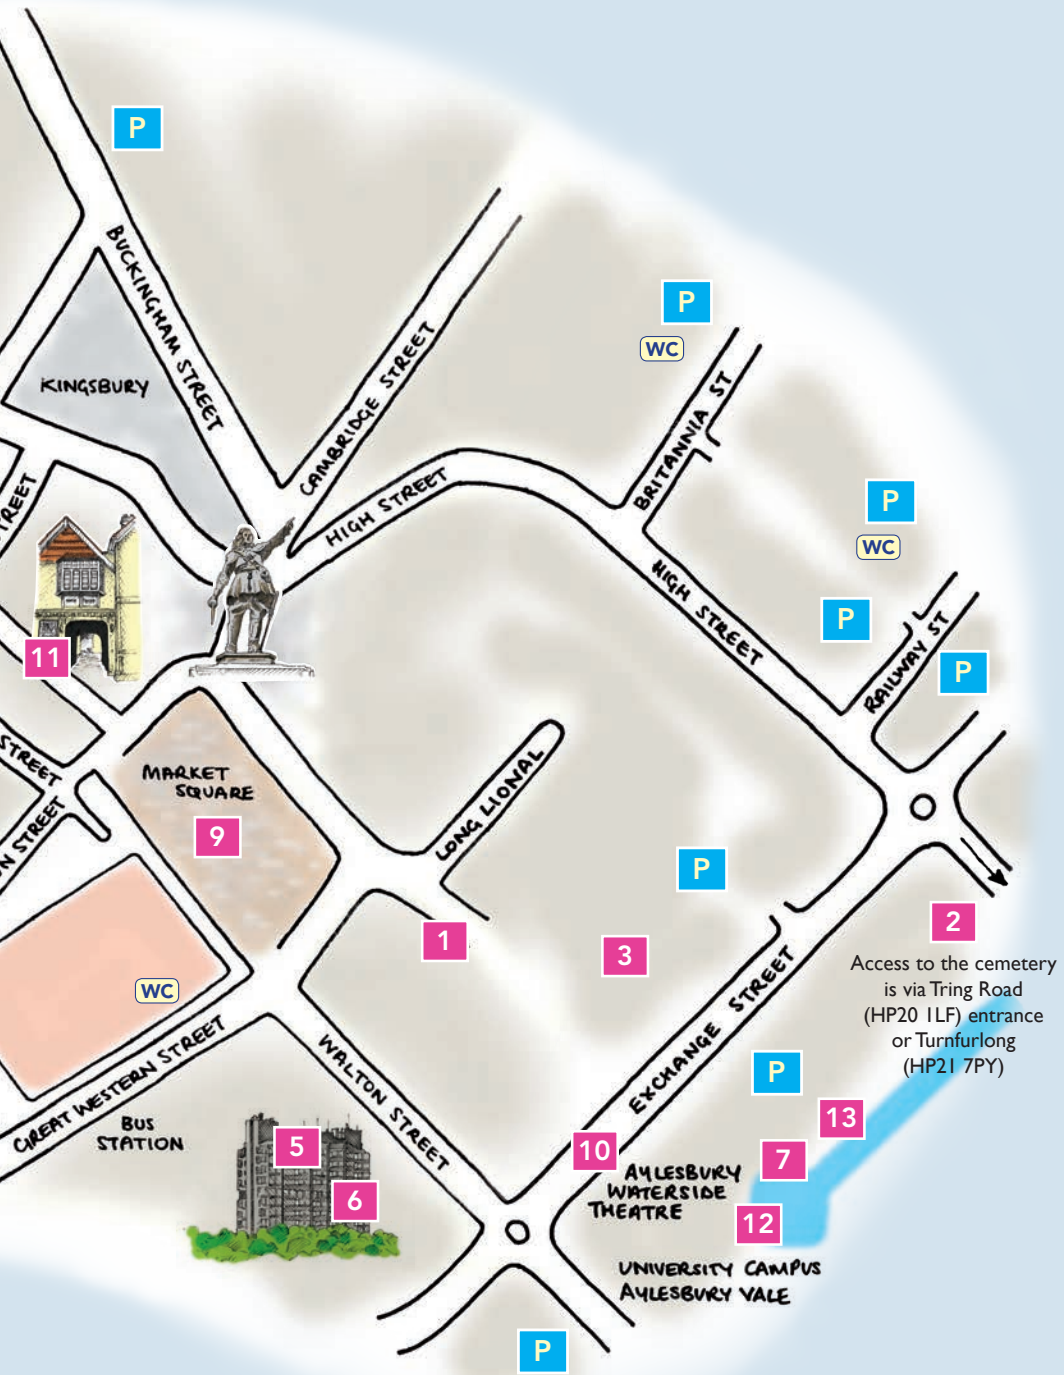 P
BUCKINGHAM STREET
P
WC
KINGSBURY
CAMBRIDGE STREET
BRITANNIA ST
HIGH STREET
P
WC
HIGH STREET
P
RAILWAY ST
P
11
STREET
MARKET
SQUARE
9
LONG LIONAL
P
1
3
2
Access to the cemetery
is via Tring Road
(HP20 1LF) entrance
or Turnfurlong
(HP21 7PY)
WC
GREAT WESTERN STREET
WALTON STREET
EXCHANGE STREET
P
BUS
STATION
5
6
13
10
7
AYLESBURY
WATERSIDE
THEATRE
12
UNIVERSITY CAMPUS
AYLESBURY VALE
P